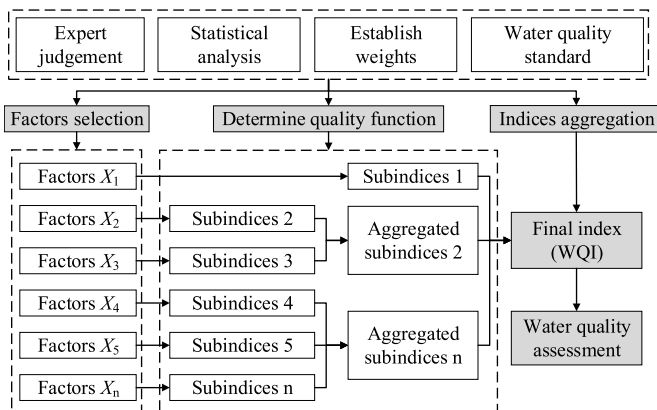 Expert
judgement
Statistical
analysis
Establish
weights
Water quality
standard
Factors selection
Determine quality function
Indices aggregation
Factors X1
Subindices 1
Factors X2
Subindices 2
Factors X3
Subindices 3
Aggregated
subindices 2
Final index
(WQI)
Factors X4
Subindices 4
Factors X5
Subindices 5
Factors Xn
Subindices n
Aggregated
subindices n
Water quality
assessment